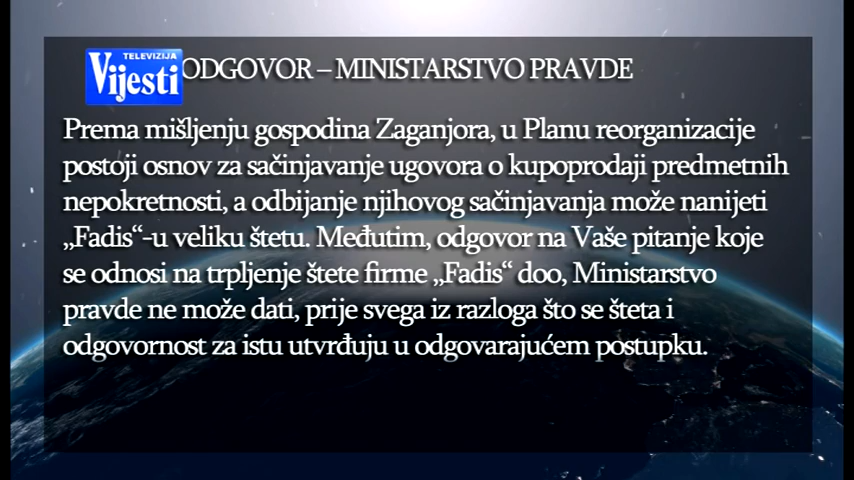 TELEVIZIJA
Vijesti
ODGOVOR – MINISTARSTVO PRAVDE
Prema mišljenju gospodina Zaganjora, u Planu reorganizacije
postoji osnov za sačinjavanje ugovora o kupoprodaji predmetnih
nepokretnosti, a odbijanje njihovog sačinjavanja može nanijeti
„Fadis“-u veliku štetu. Međutim, odgovor na Vaše pitanje koje
se odnosi na trpljenje štete firme „Fadis“ doo, Ministarstvo
pravde ne može dati, prije svega iz razloga što se šteta i
odgovornost za istu utvrđuju u odgovarajućem postupku.